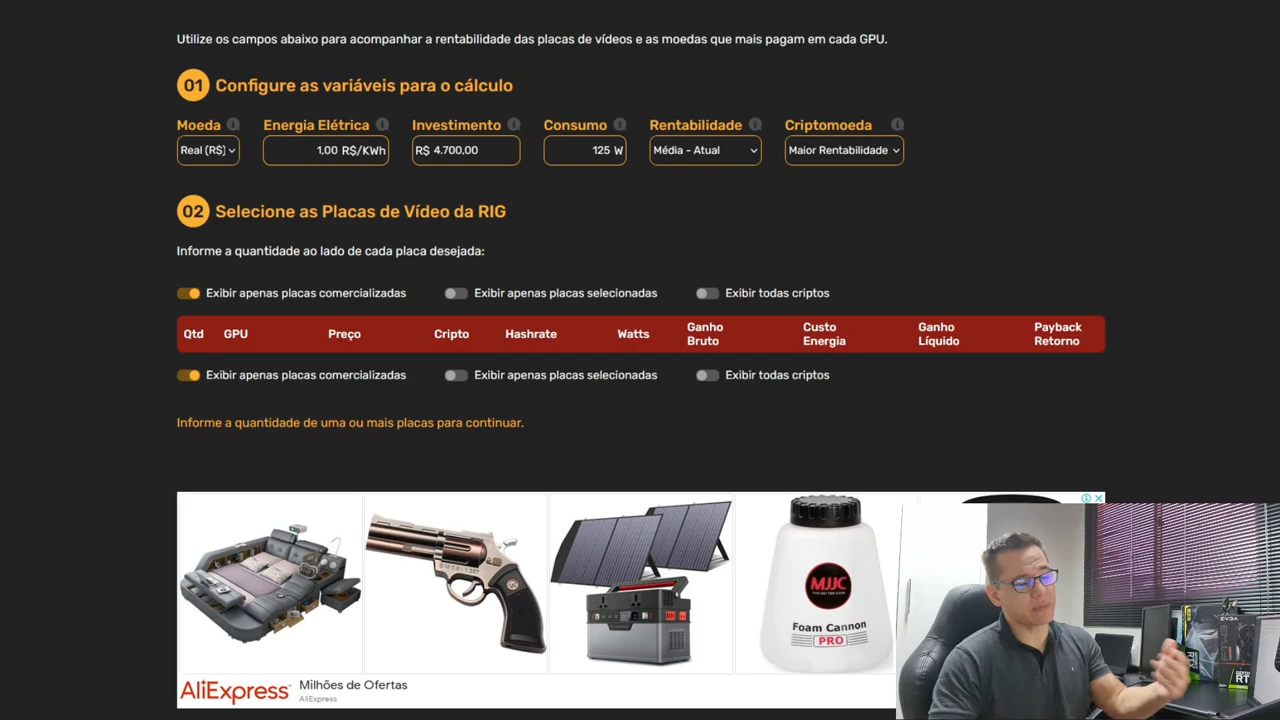 Utilize os campos abaixo para acompanhar a rentabilidade das placas de vídeos e as moedas que mais pagam em cada GPU.
01 Configure as variáveis para o cálculo
Moeda Energia Elétrica Investimento Consumo Rentabilidade Criptomoeda
Real (R$) 1,00 R$/KWh R$ 4.700,00 125 W Média - Atual Maior Rentabilidade
02 Selecione as Placas de Vídeo da RIG
Informe a quantidade ao lado de cada placa desejada:
Exibir apenas placas comercializadas Exibir apenas placas selecionadas Exibir todas criptos
Qtd GPU Preço Cripto Hashrate Watts Ganho Bruto Custo Energia Ganho Líquido Payback Retorno
Exibir apenas placas comercializadas Exibir apenas placas selecionadas Exibir todas criptos
Informe a quantidade de uma ou mais placas para continuar.
MJJC
Foam Cannon
PRO
EVGA
AliExpress
Milhões de Ofertas
AliExpress